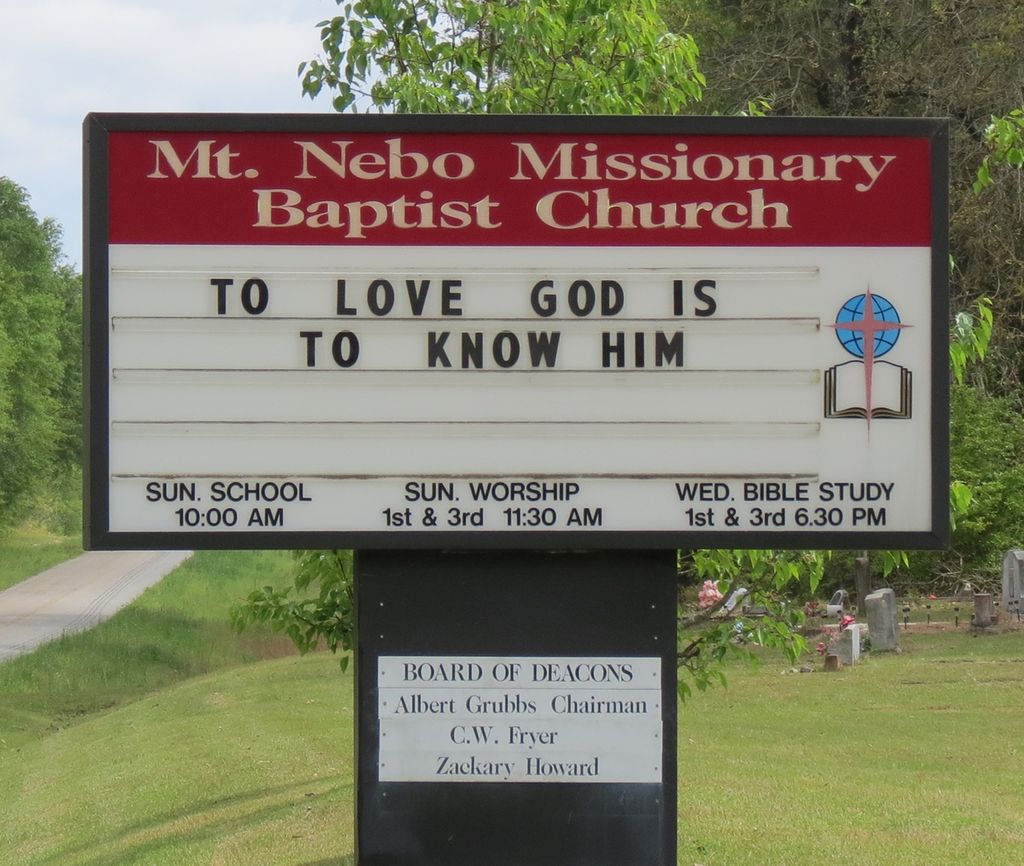 Mt. Nebo Missionary
Baptist Church
TO LOVE GOD IS
TO KNOW HIM
SUN. SCHOOL
10:00 AM
SUN. WORSHIP
1st & 3rd 11:30 AM
WED. BIBLE STUDY
1st & 3rd 6.30 PM
BOARD OF DEACONS
Albert Grubbs Chairman
C.W. Fryer
Zackary Howard